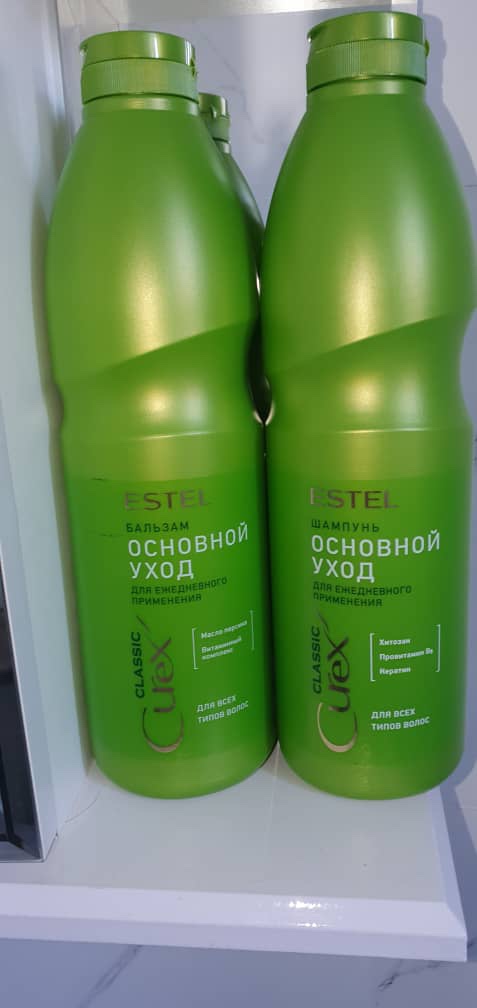 ESTEL
БАЛЬЗАМ
ОСНОВНОЙ
УХОД
ДЛЯ ЕЖЕДНЕВНОГО
ПРИМЕНЕНИЯ
CLASSIC
Curex
Масло персика
Витаминный
комплекс
ДЛЯ ВСЕХ
ТИПОВ ВОЛОС
ESTEL
ШАМПУНЬ
ОСНОВНОЙ
УХОД
ДЛЯ ЕЖЕДНЕВНОГО
ПРИМЕНЕНИЯ
CLASSIC
Curex
Хитозан
Провитамин B5
Кератин
ДЛЯ ВСЕХ
ТИПОВ ВОЛОС